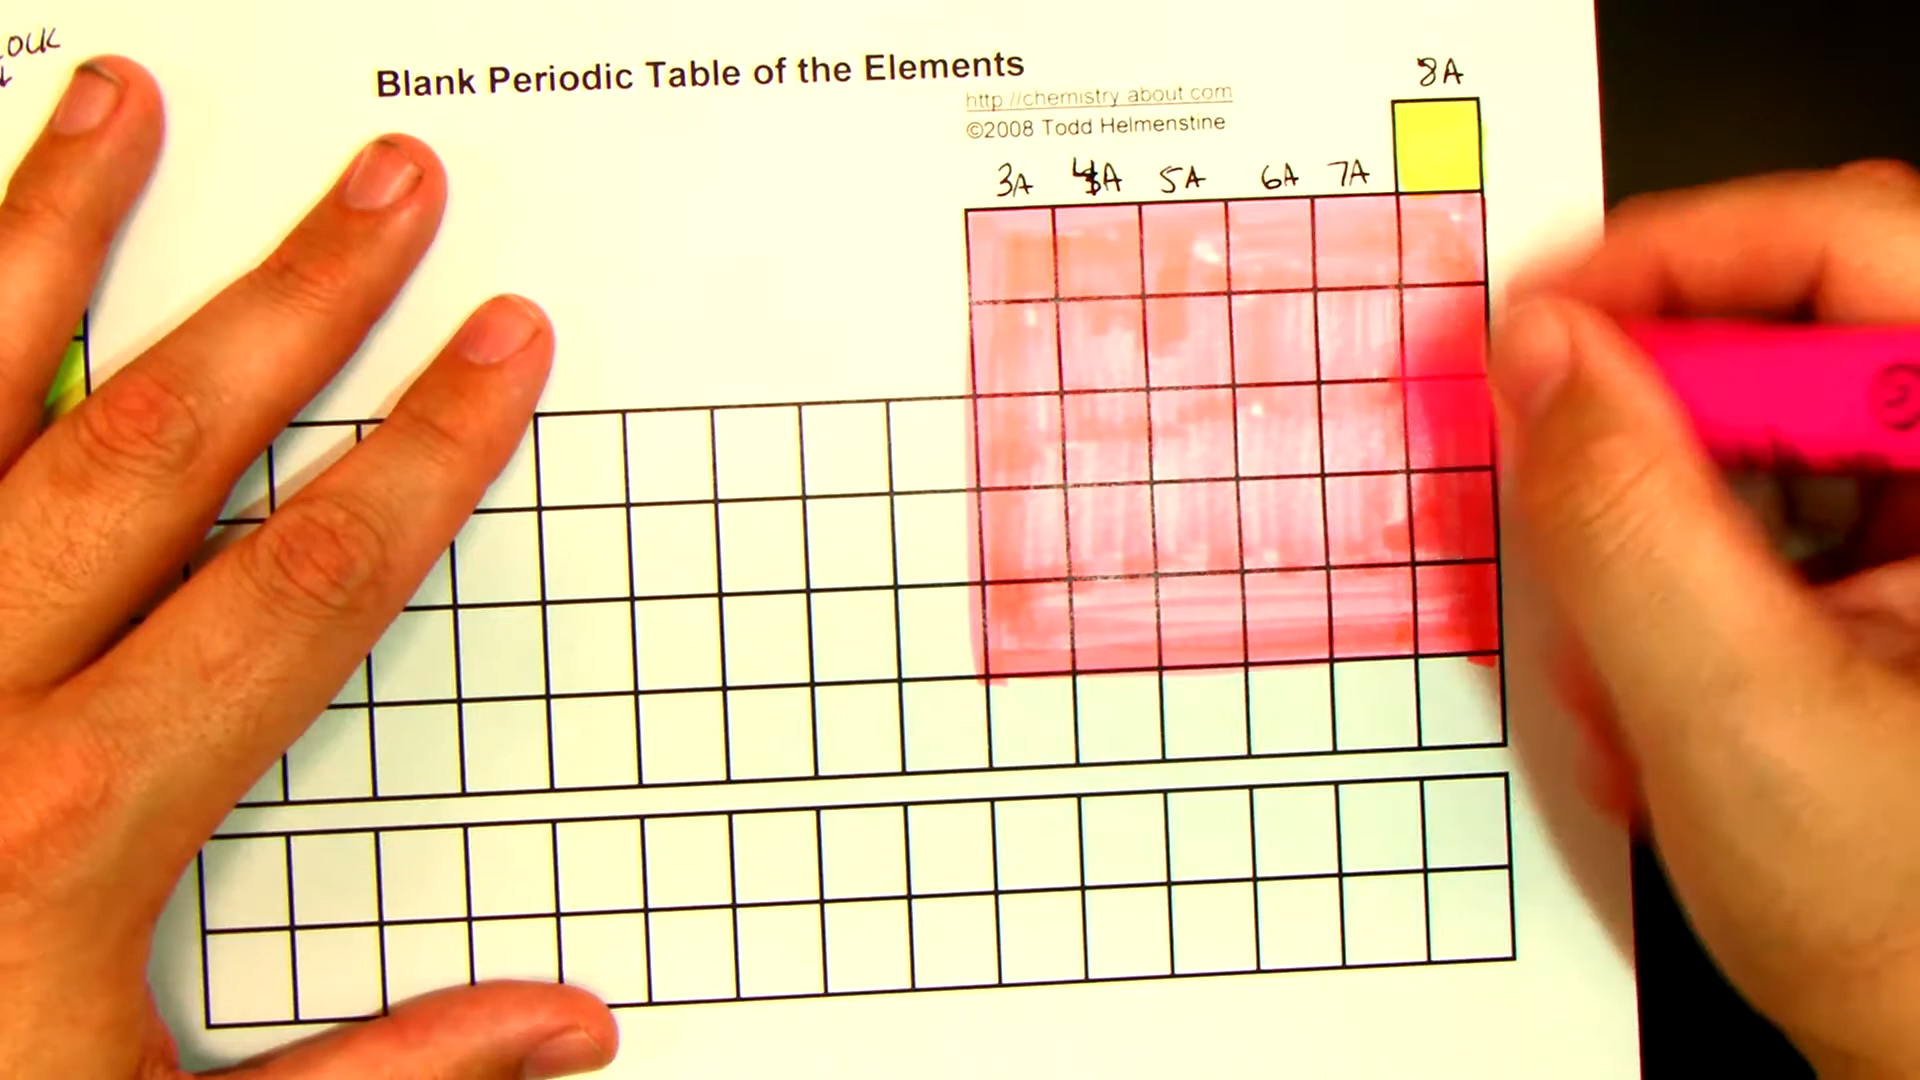 Blank Periodic Table of the Elements
http //chemistry about com
©2008 Todd Helmenstine
8A
3A 4A 5A 6A 7A